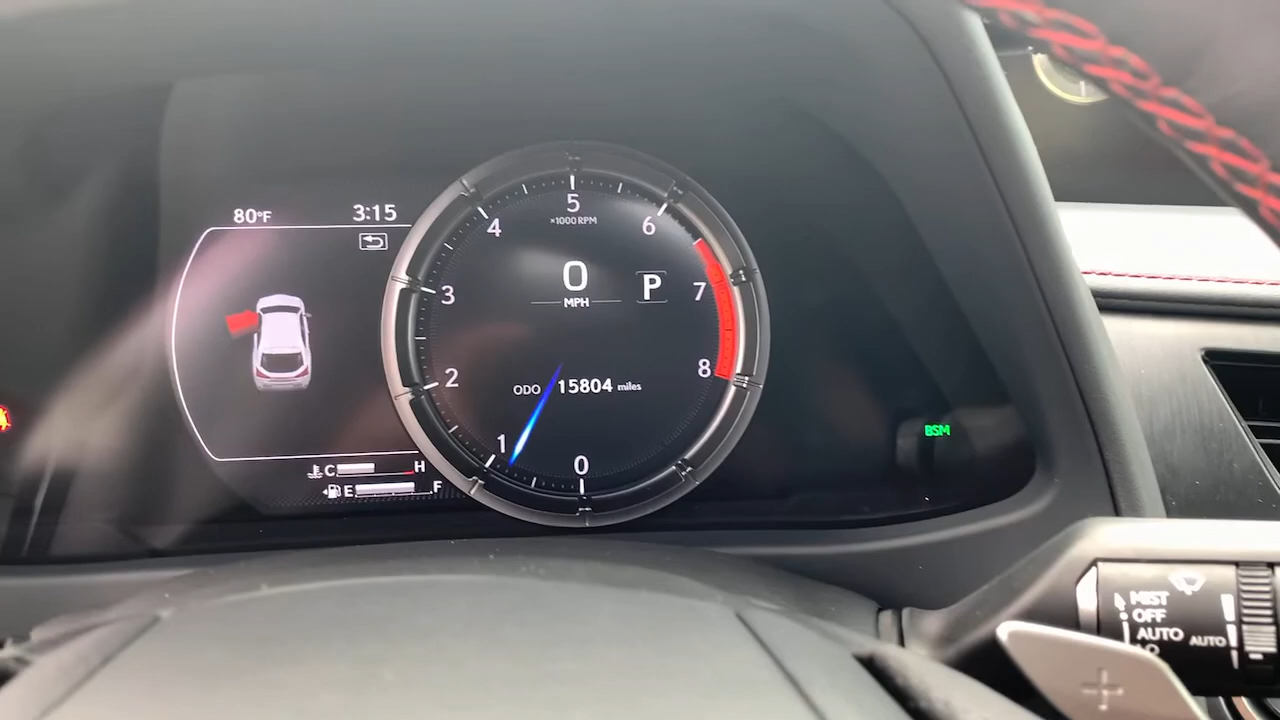 80°F 3:15
5
×1000 RPM
4 6
0
MPH
P
3 7
2 8
ODO 15804 miles
1 0
C H
E F
BSM
MIST
OFF
AUTO AUTO
LO
+